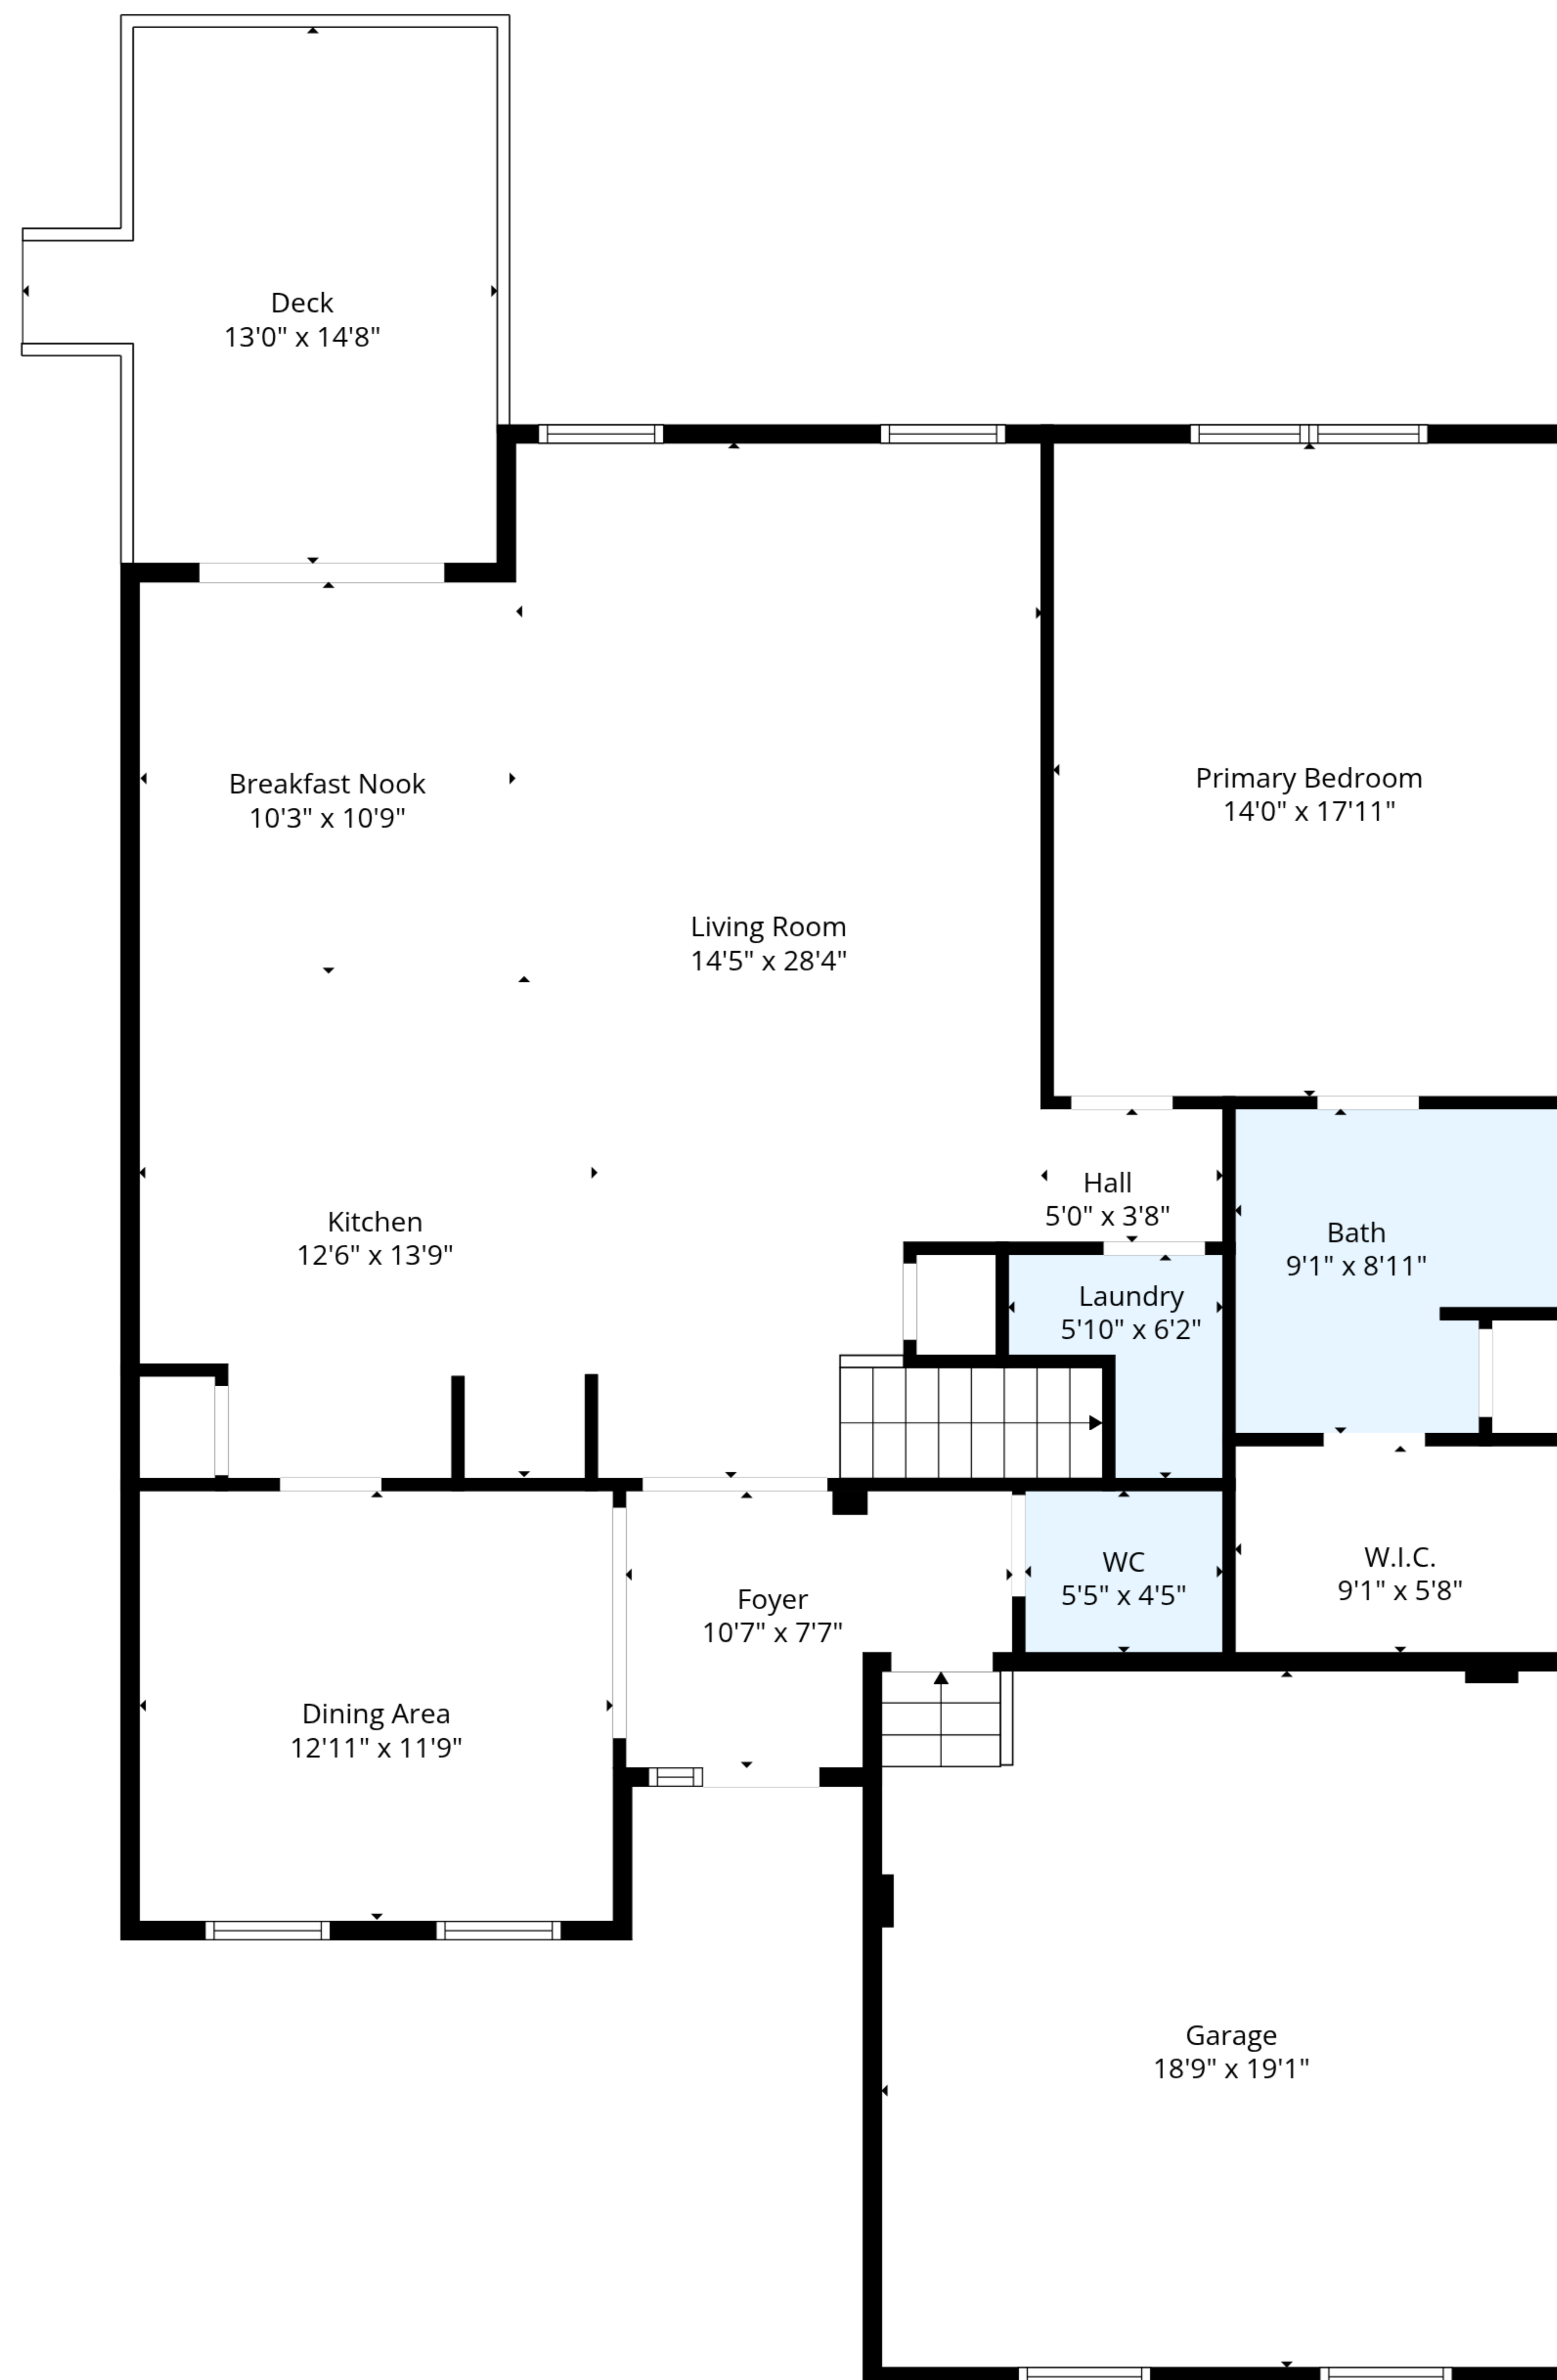 Deck
13'0" x 14'8"
Breakfast Nook
10'3" x 10'9"
Primary Bedroom
14'0" x 17'11"
Living Room
14'5" x 28'4"
Hall
5'0" x 3'8"
Kitchen
12'6" x 13'9"
Bath
9'1" x 8'11"
Laundry
5'10" x 6'2"
WC
5'5" x 4'5"
W.I.C.
9'1" x 5'8"
Foyer
10'7" x 7'7"
Dining Area
12'11" x 11'9"
Garage
18'9" x 19'1"